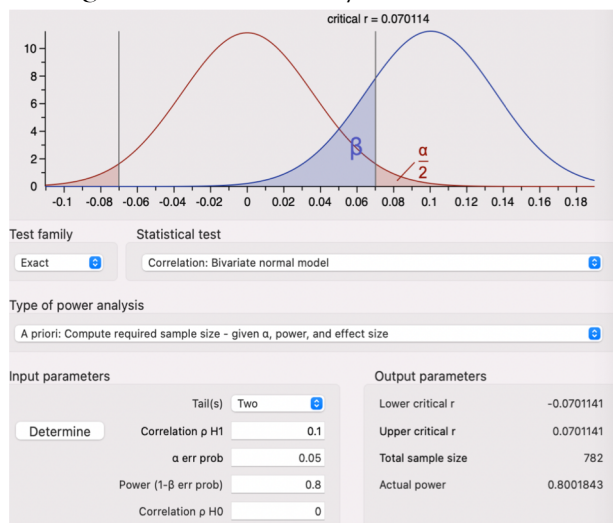 critical r = 0.070114
10
8
6
4
2
0
β
α
2
-0.1 -0.08 -0.06 -0.04 -0.02 0 0.02 0.04 0.06 0.08 0.1 0.12 0.14 0.16 0.18
Test family Statistical test
Exact Correlation: Bivariate normal model
Type of power analysis
A priori: Compute required sample size - given α, power, and effect size
Input parameters Output parameters
Tail(s) Two Lower critical r -0.0701141
Determine Correlation ρ H1 0.1 Upper critical r 0.0701141
α err prob 0.05 Total sample size 782
Power (1-β err prob) 0.8 Actual power 0.8001843
Correlation ρ H0 0